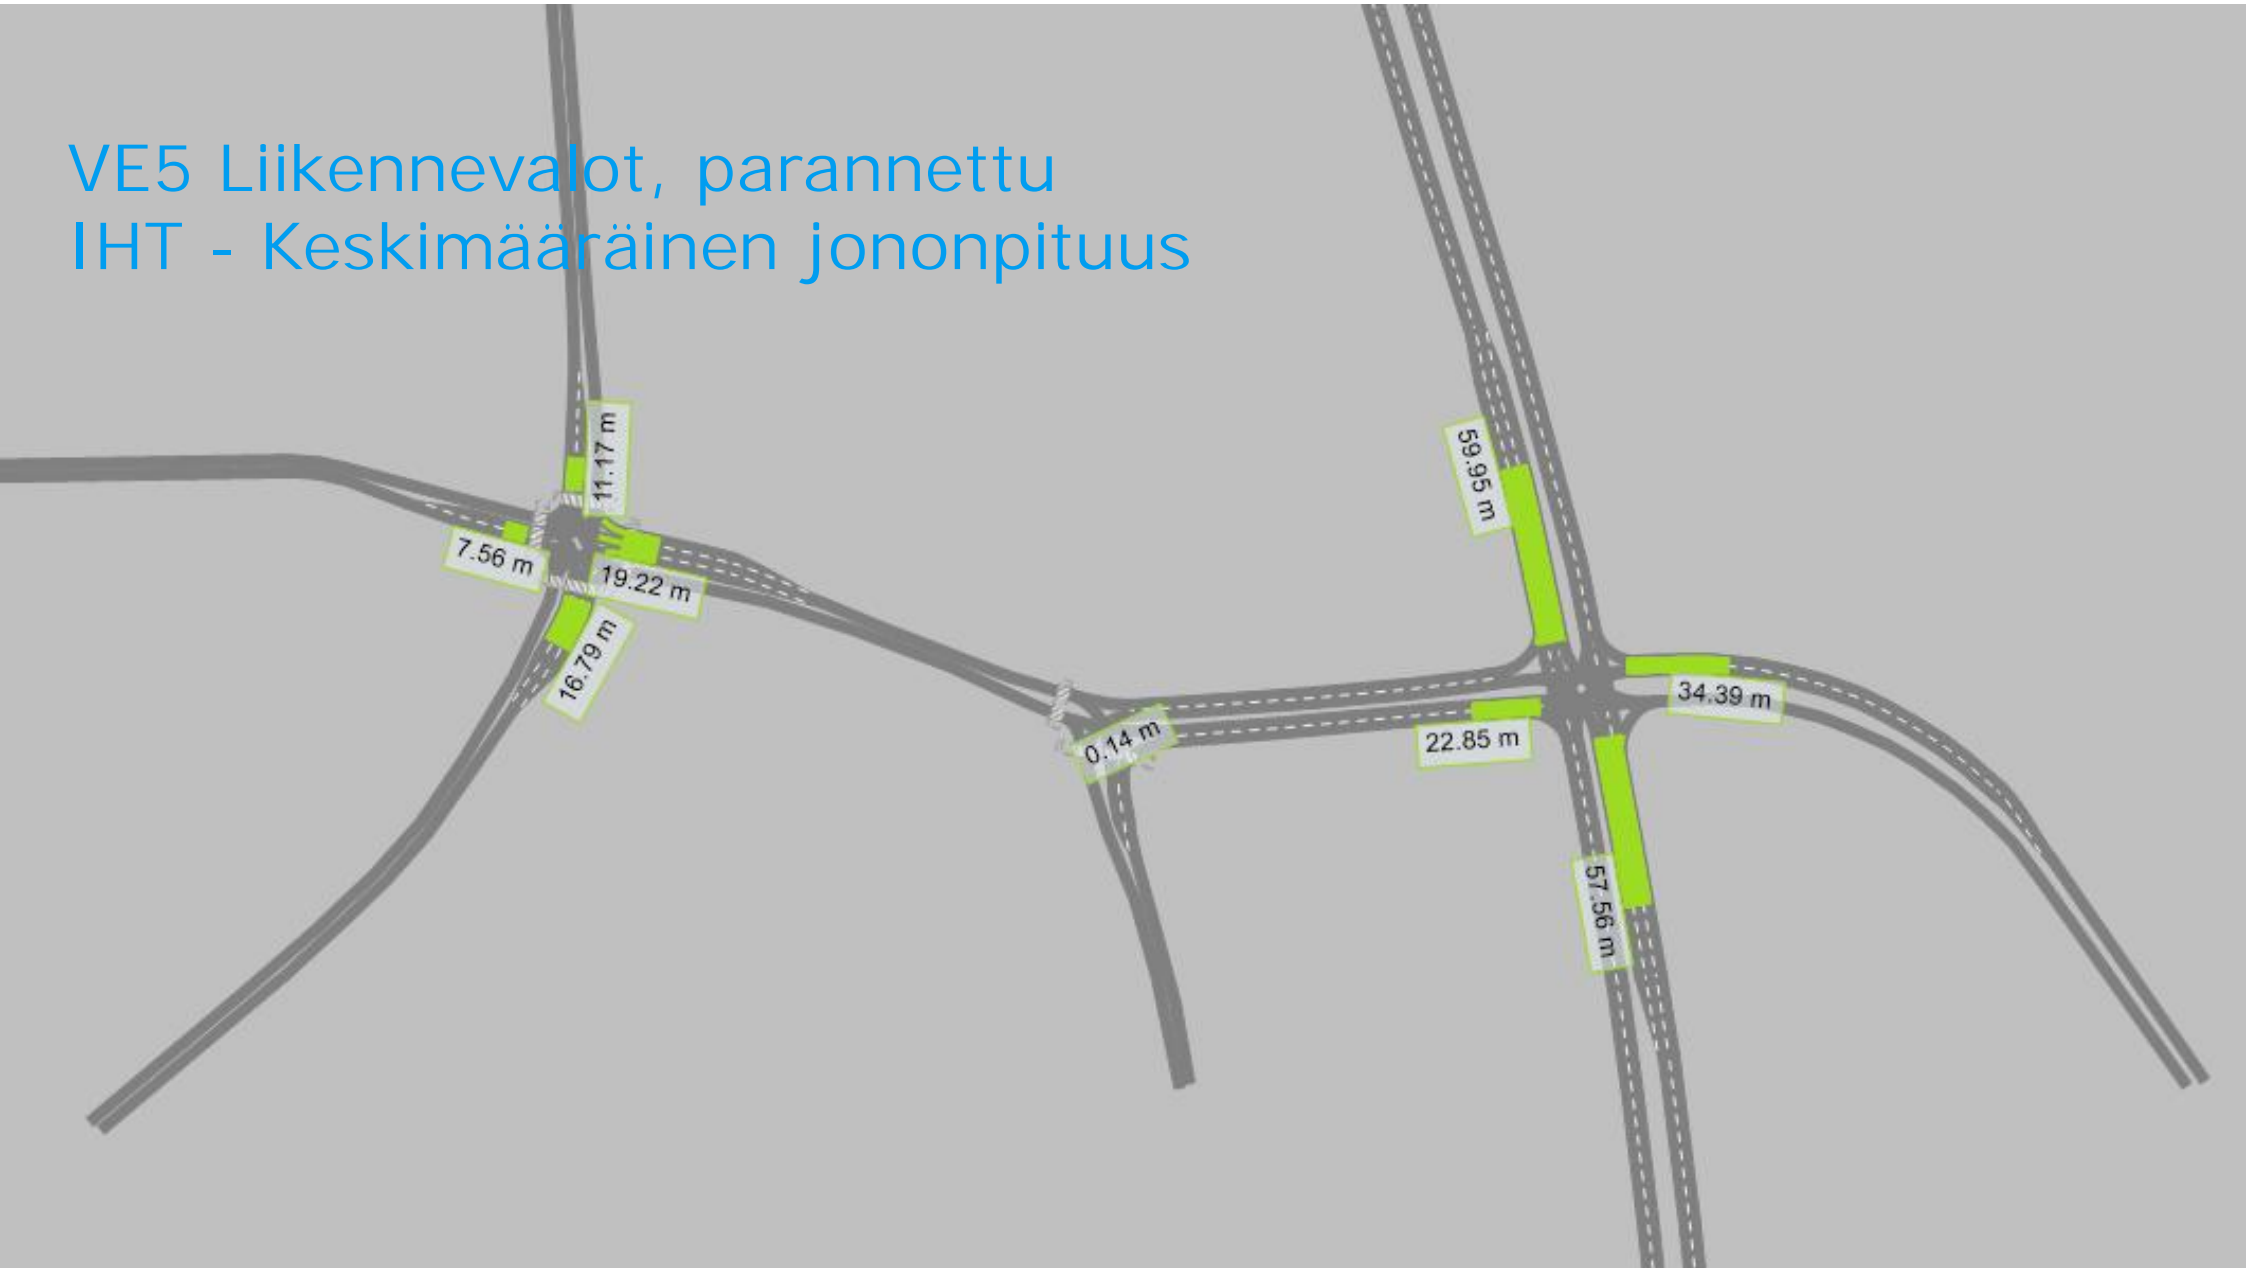 VE5 Liikennevalot, parannettu
IHT - Keskimääräinen jononpituus
11.17 m
59.95 m
7.56 m
19.22 m
16.79 m
0.14 m
34.39 m
22.85 m
57.56 m